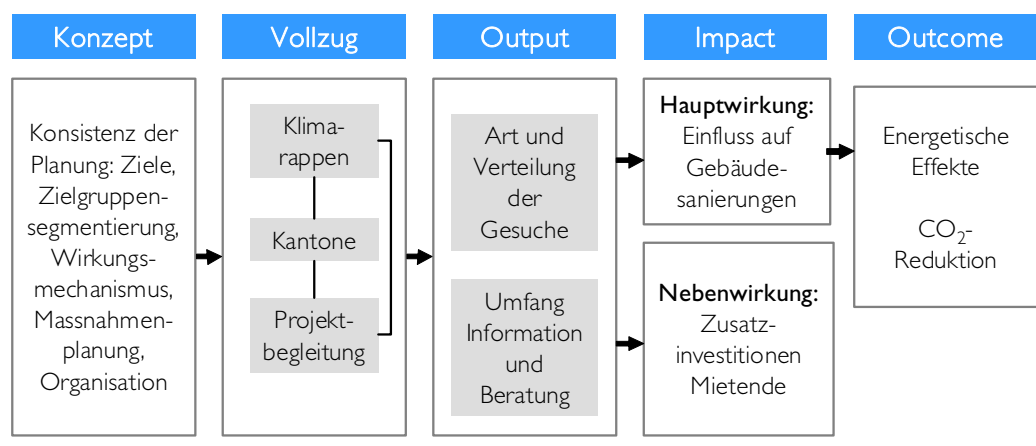 Konzept
Vollzug
Output
Impact
Outcome
Konsistenz der
Planung: Ziele,
Zielgruppen-
segmentierung,
Wirkungs-
mechanismus,
Massnahmen-
planung,
Organisation
Klima-
rappen
Kantone
Projekt-
begleitung
Art und
Verteilung
der
Gesuche
Umfang
Information
und
Beratung
Hauptwirkung:
Einfluss auf
Gebäude-
sanierungen
Nebenwirkung:
Zusatz-
investitionen
Mietende
Energetische
Effekte
CO₂-
Reduktion